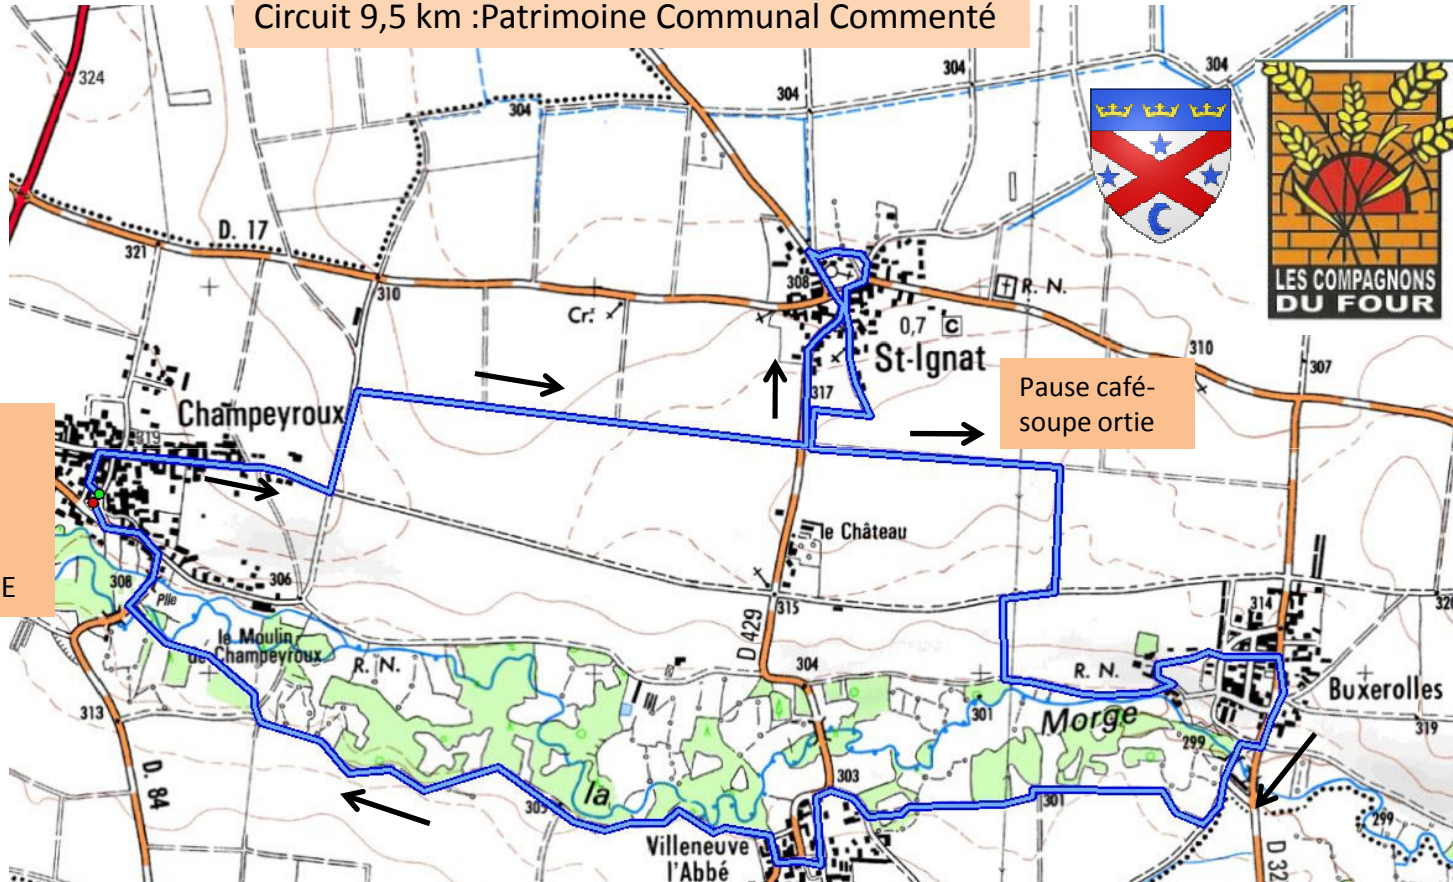 Circuit 9,5 km :Patrimoine Communal Commenté
324
304
304
304
304
D. 17
321
310
308
Cr.
R. N.
0,7 C
St-Ignat
310
307
317
LES COMPAGNONS
DU FOUR
Pause café-
soupe ortie
Champeyroux
319
E
308
Pile
306
le Moulin
de Champeyroux
R. N.
le Château
315
D 429
304
314
320
R. N.
Buxerolles
319
301
Morge
299
313
D. 84
303
305
la
301
299
Villeneuve
l'Abbé
303
D 32